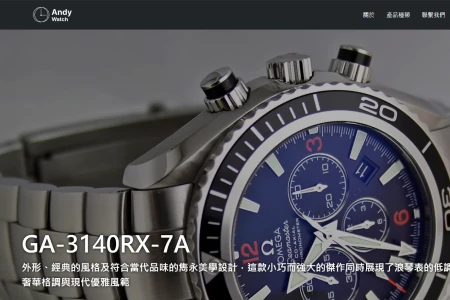 Andy
Watch
關於
產品種類
聯繫我們
20
OMEGA
Seamaster
GA-3140RX-7A
外形、經典的風格及符合當代品味的雋永美學設計，這款小巧而強大的傑作同時展現了浪琴表的低調
奢華格調與現代優雅風範